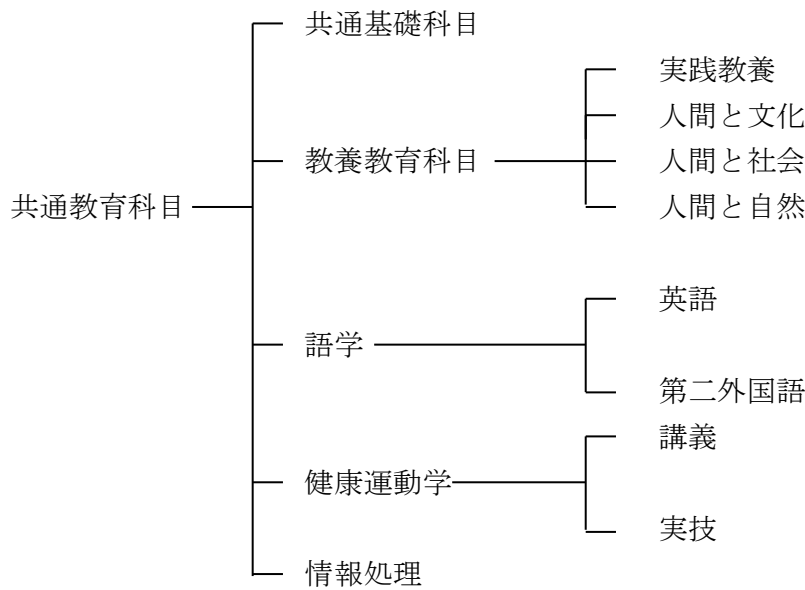 共通基礎科目
実践教養
人間と文化
教養教育科目
人間と社会
共通教育科目
人間と自然
英語
語学
第二外国語
講義
健康運動学
実技
情報処理